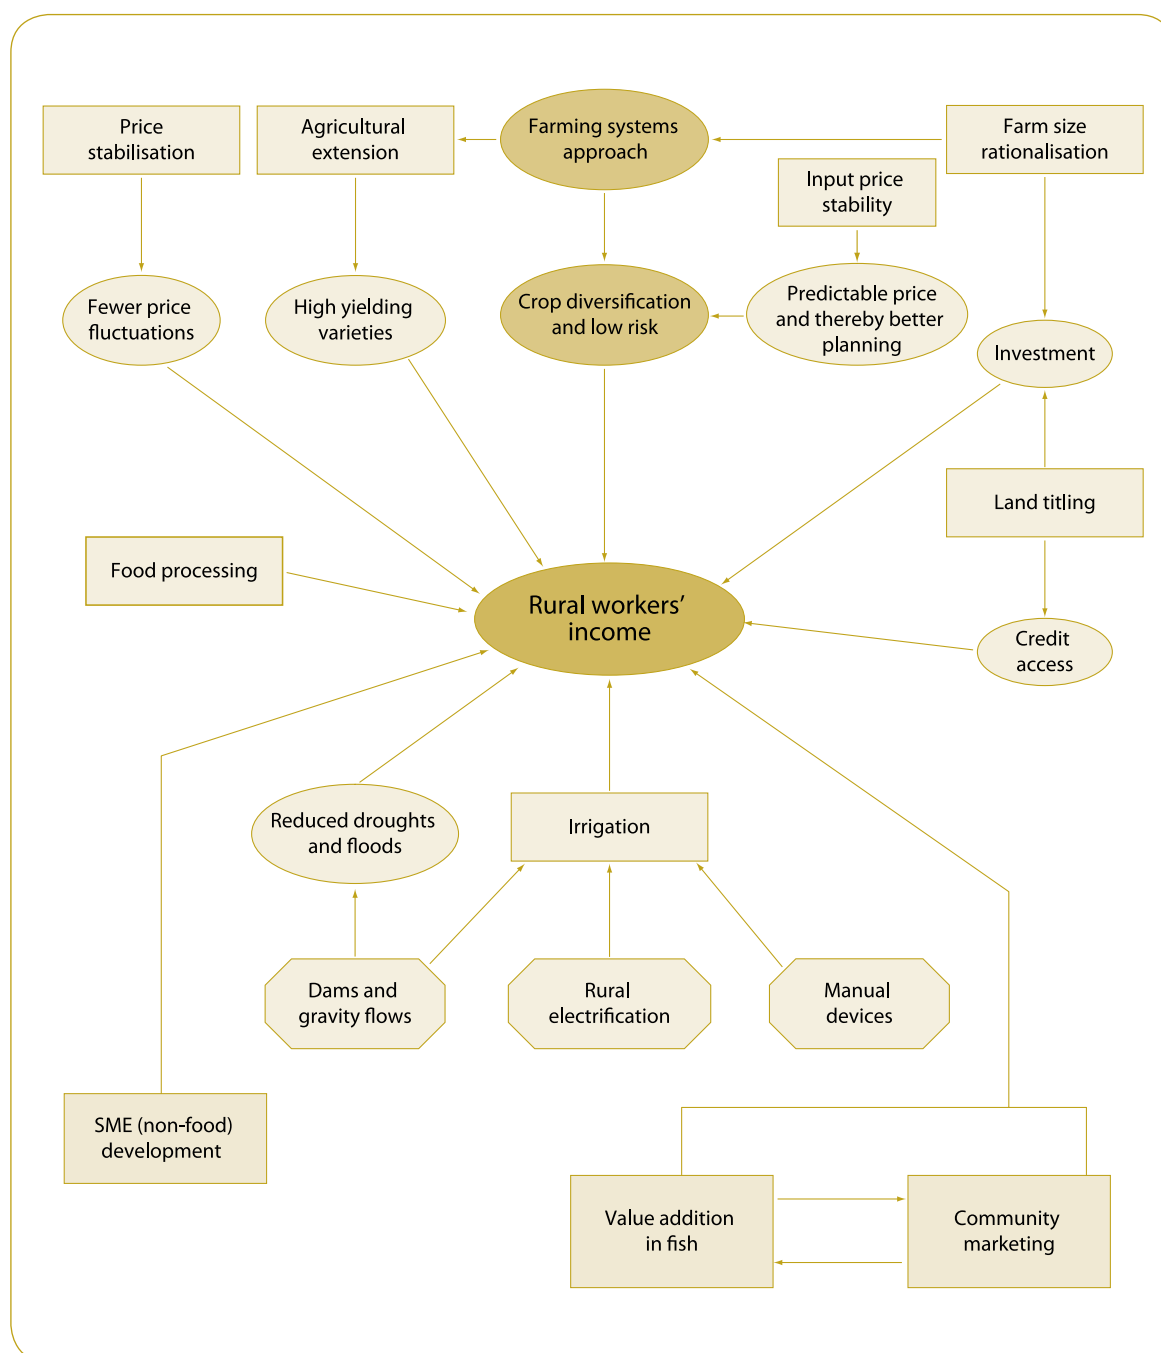 Price
stabilisation
Agricultural
extension
Farming systems
approach
Farm size
rationalisation
Input price
stability
Fewer price
fluctuations
High yielding
varieties
Crop diversification
and low risk
Predictable price
and thereby better
planning
Investment
Land titling
Food processing
Rural workers’
income
Credit
access
Reduced droughts
and floods
Irrigation
Dams and
gravity flows
Rural
electrification
Manual
devices
SME (non-food)
development
Value addition
in fish
Community
marketing